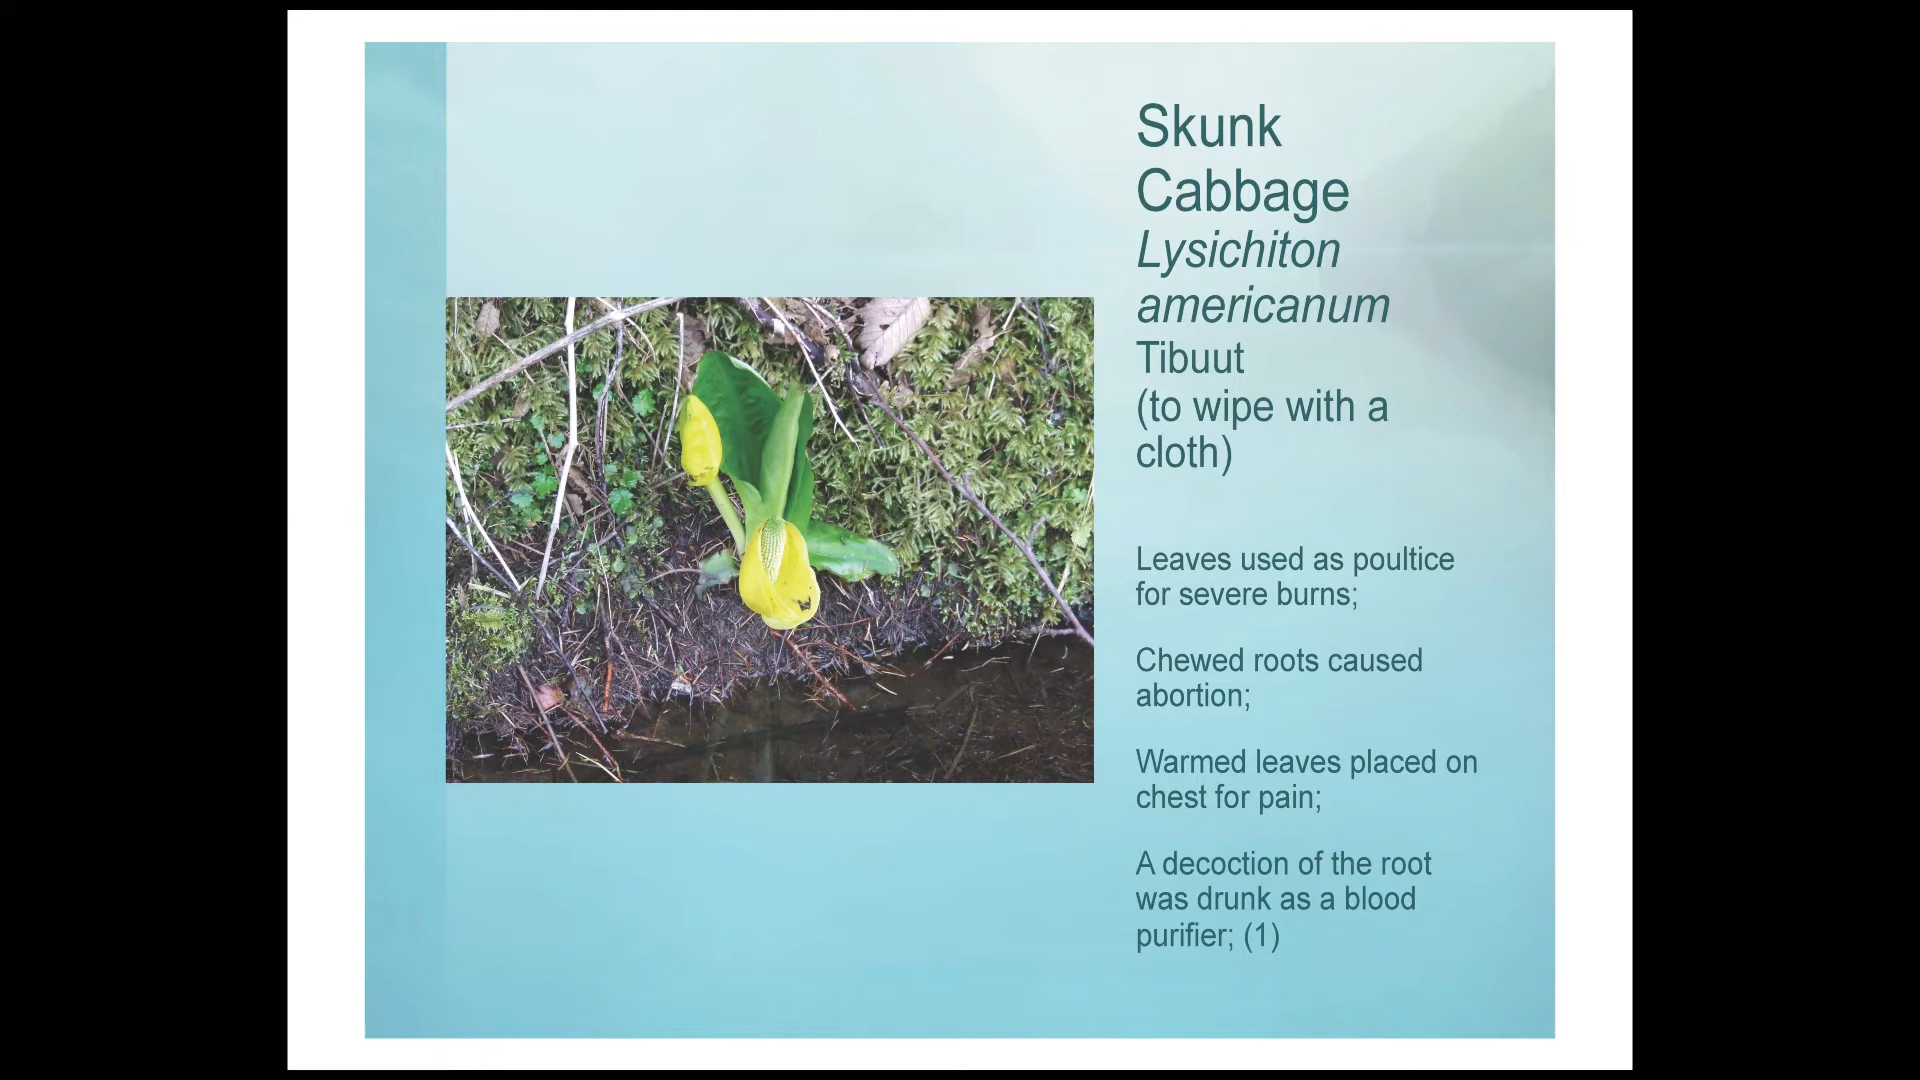 Skunk
Cabbage
Lysichiton
americanum
Tibuut
(to wipe with a
cloth)
Leaves used as poultice
for severe burns;
Chewed roots caused
abortion;
Warmed leaves placed on
chest for pain;
A decoction of the root
was drunk as a blood
purifier; (1)